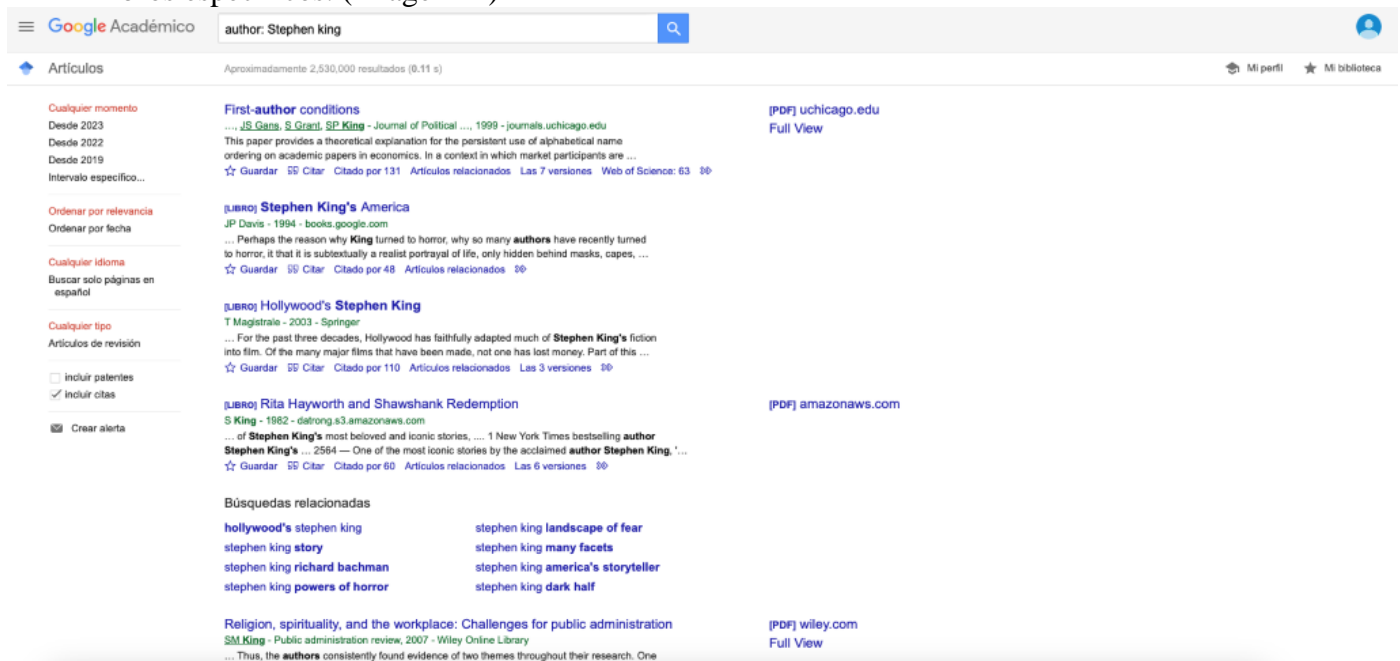 Google Académico
author: Stephen king
Artículos
Aproximadamente 2,530,000 resultados (0.11 s)
Mi perfil
Mi biblioteca
Cualquier momento
Desde 2023
Desde 2022
Desde 2019
Intervalo específico...
Ordenar por relevancia
Ordenar por fecha
Cualquier idioma
Buscar solo páginas en
español
Cualquier tipo
Artículos de revisión
incluir patentes
incluir citas
Crear alerta
First-author conditions
..., JS Gans, S Grant, SP King - Journal of Political ..., 1999 - journals.uchicago.edu
This paper provides a theoretical explanation for the persistent use of alphabetical name
ordering on academic papers in economics. In a context in which market participants are ...
Guardar Citar Citado por 131 Artículos relacionados Las 7 versiones Web of Science: 63
[PDF] uchicago.edu
Full View
[LIBRO] Stephen King's America
JP Davis - 1994 - books.google.com
... Perhaps the reason why King turned to horror, why so many authors have recently turned
to horror, it that it is subtextually a realist portrayal of life, only hidden behind masks, capes, ...
Guardar Citar Citado por 48 Artículos relacionados
[LIBRO] Hollywood's Stephen King
T Magistrale - 2003 - Springer
... For the past three decades, Hollywood has faithfully adapted much of Stephen King's fiction
into film. Of the many major films that have been made, not one has lost money. Part of this ...
Guardar Citar Citado por 110 Artículos relacionados Las 3 versiones
[LIBRO] Rita Hayworth and Shawshank Redemption
S King - 1982 - datrong.s3.amazonaws.com
... of Stephen King's most beloved and iconic stories, .... 1 New York Times bestselling author
Stephen King's ... 2564 — One of the most iconic stories by the acclaimed author Stephen King, '...
Guardar Citar Citado por 60 Artículos relacionados Las 6 versiones
[PDF] amazonaws.com
Búsquedas relacionadas
hollywood's stephen king
stephen king landscape of fear
stephen king story
stephen king many facets
stephen king richard bachman
stephen king america's storyteller
stephen king powers of horror
stephen king dark half
Religion, spirituality, and the workplace: Challenges for public administration
SM King - Public administration review, 2007 - Wiley Online Library
... Thus, the authors consistently found evidence of two themes throughout their research. One
[PDF] wiley.com
Full View